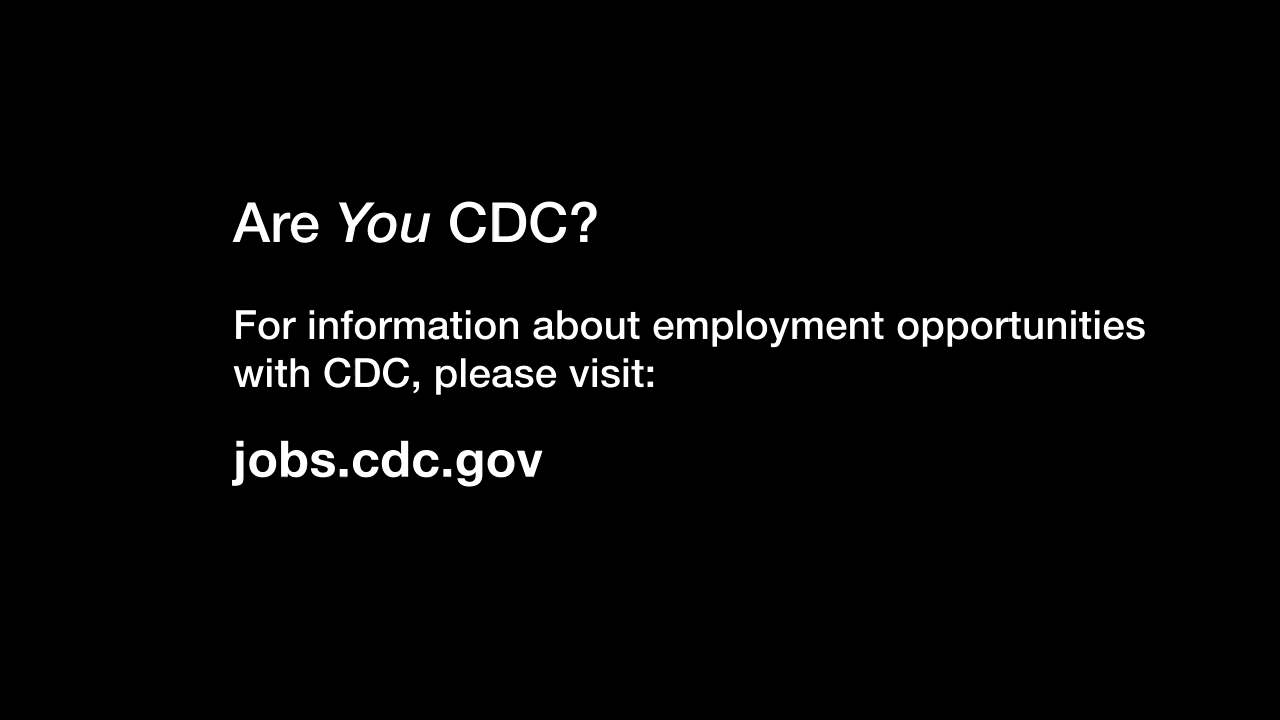 Are You CDC?
For information about employment opportunities
with CDC, please visit:
jobs.cdc.gov